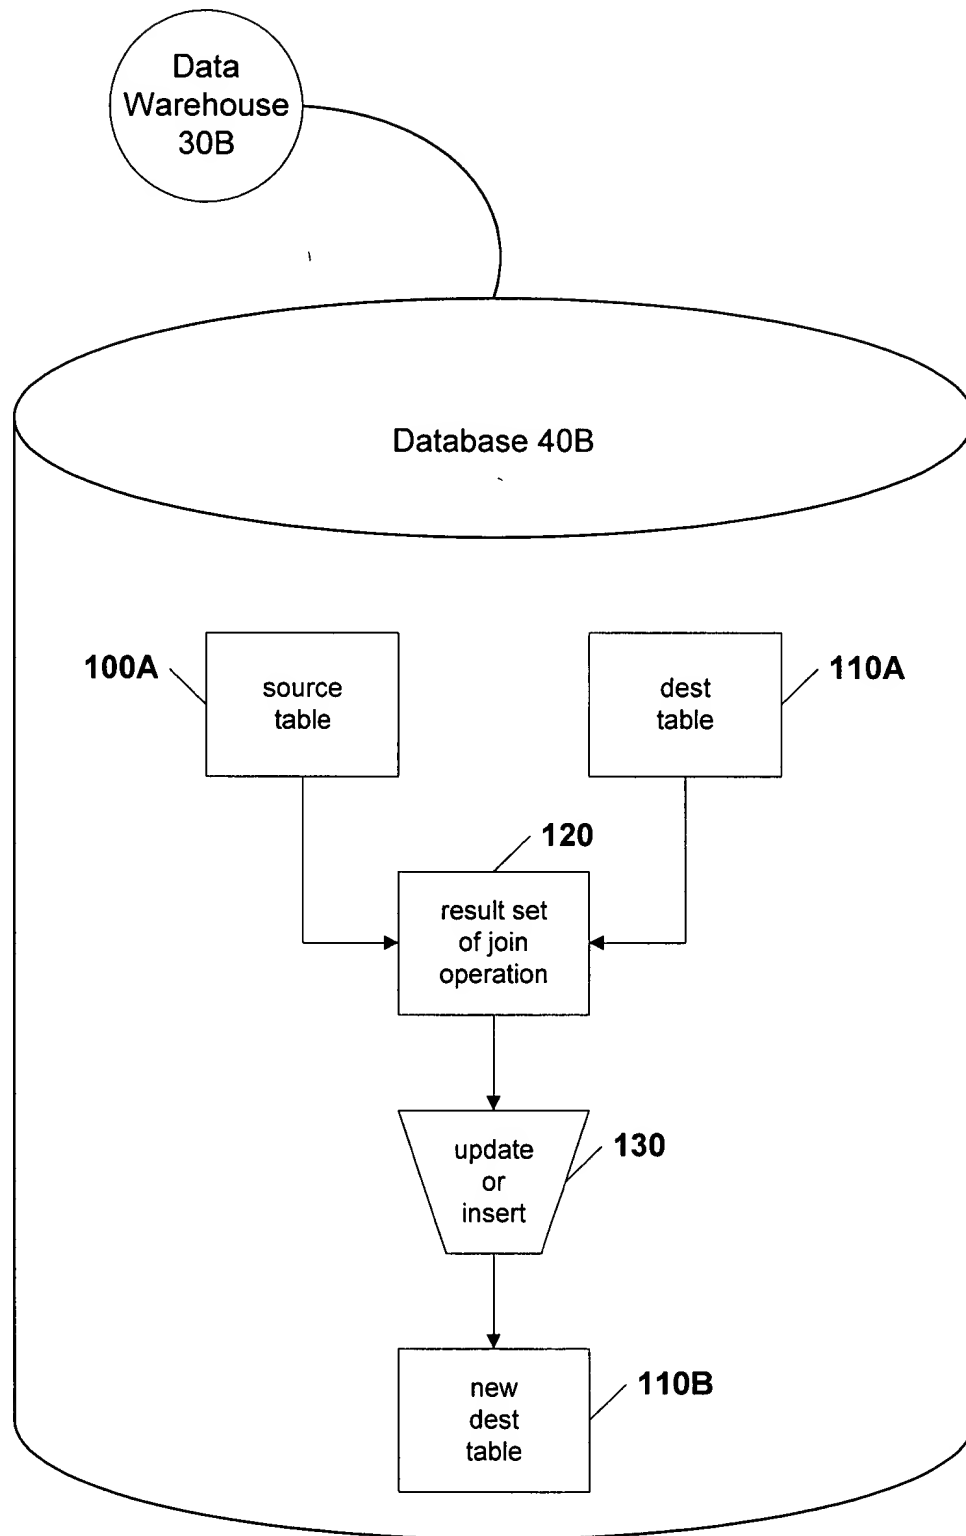 Data
Warehouse
30B
Database 40B
100A
source
table
dest
table
110A
120
result set
of join
operation
update
or
insert
130
new
dest
table
110B